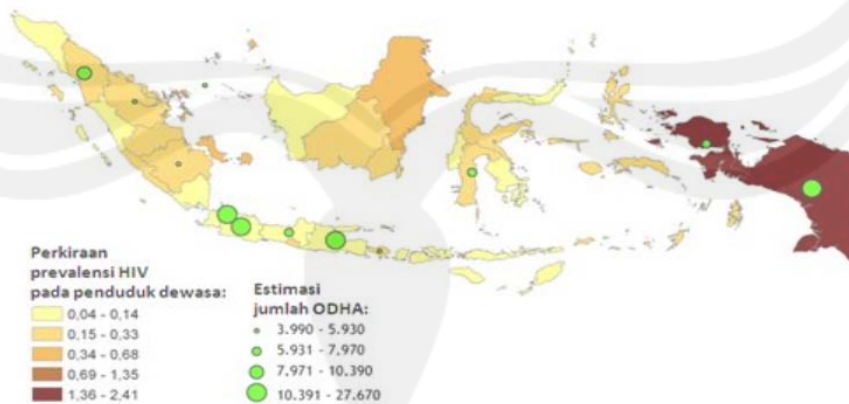 Perkiraan
prevalensi HIV
pada penduduk dewasa:
0,04 - 0,14
0,15 - 0,33
0,34 - 0,68
0,69 - 1,35
1,36 - 2,41
Estimasi
jumlah ODHA:
3.990 - 5.930
5.931 - 7,970
7.971 - 10.390
10.391 - 27.670